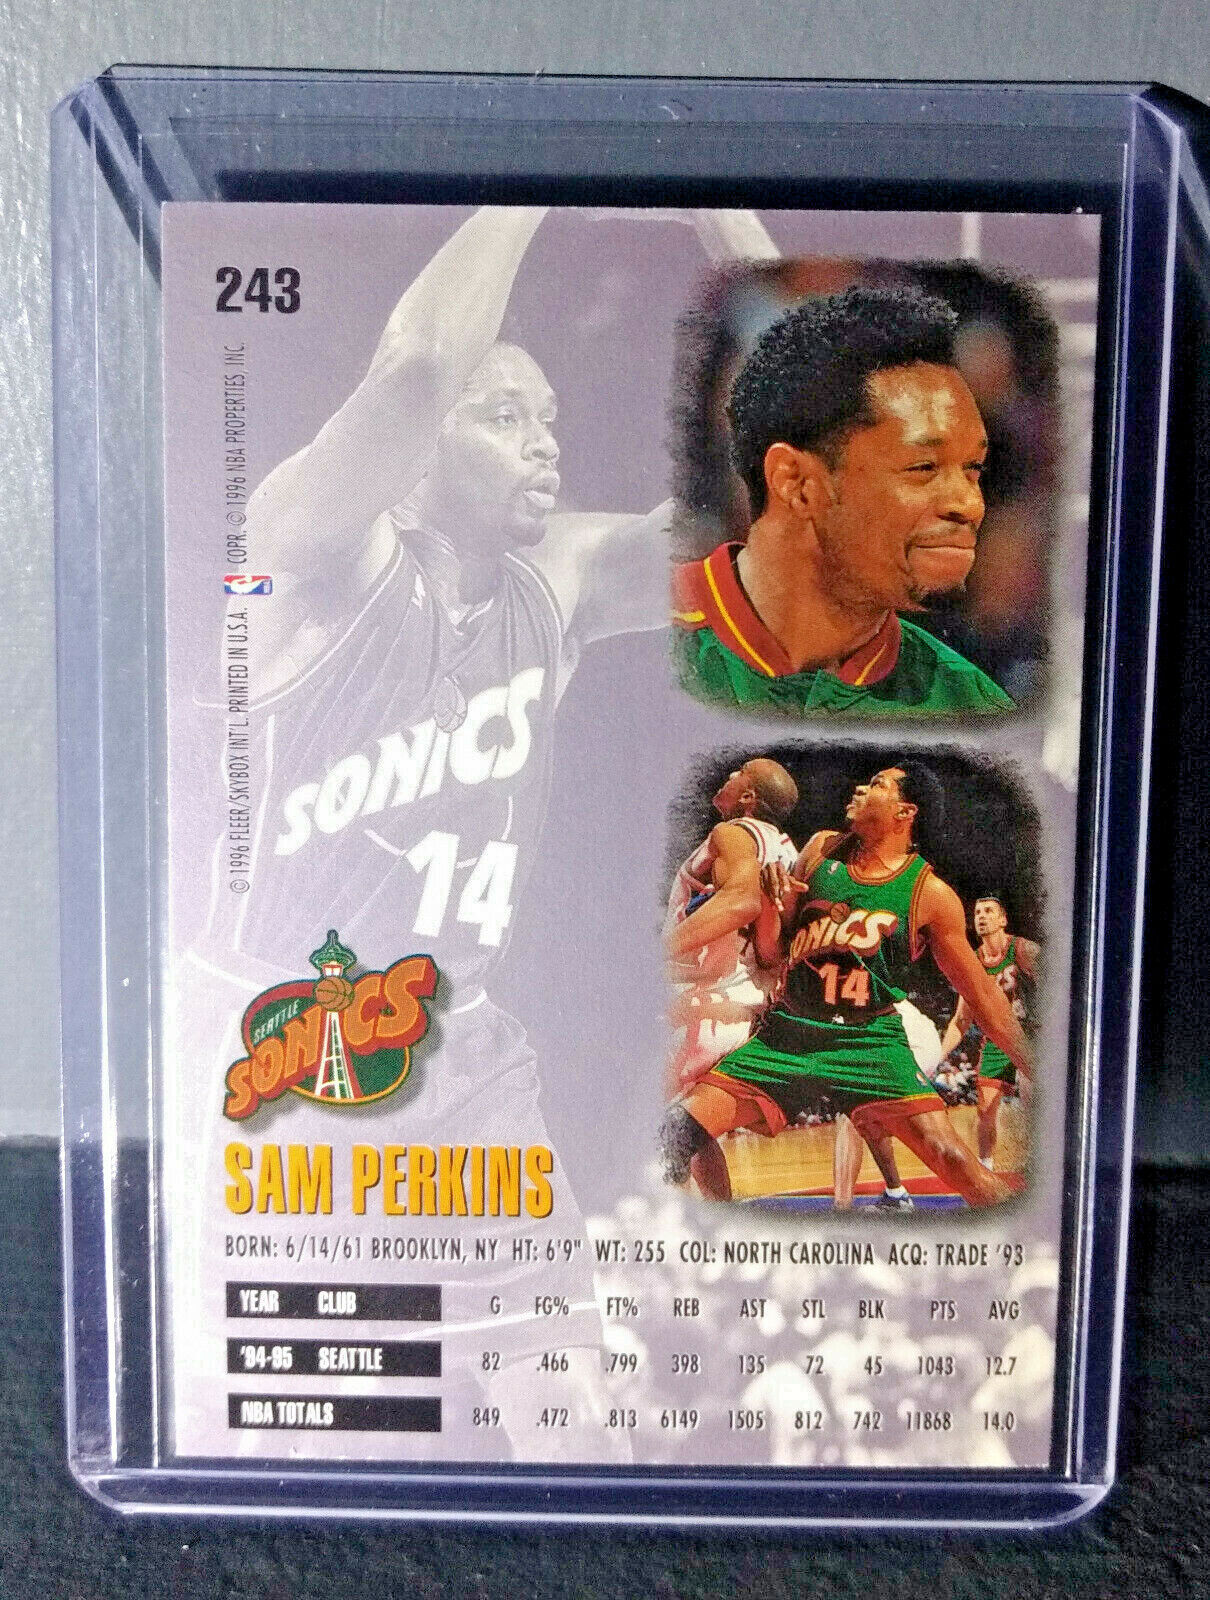 243
© 1996 FLEER/SKYBOX INT'L. PRINTED IN U.S.A. COPR. © 1996 NBA PROPERTIES, INC.
SONICS
14
ONICS
14
SEATTLE
SONICS
SAM PERKINS
BORN: 6/14/61 BROOKLYN, NY HT: 6'9" WT: 255 COL: NORTH CAROLINA ACQ: TRADE '93
YEAR CLUB G FG% FT% REB AST STL BLK PTS AVG
'94-95 SEATTLE 82 .466 .799 398 135 72 45 1043 12.7
NBA TOTALS 849 .472 .813 6149 1505 812 742 11868 14.0